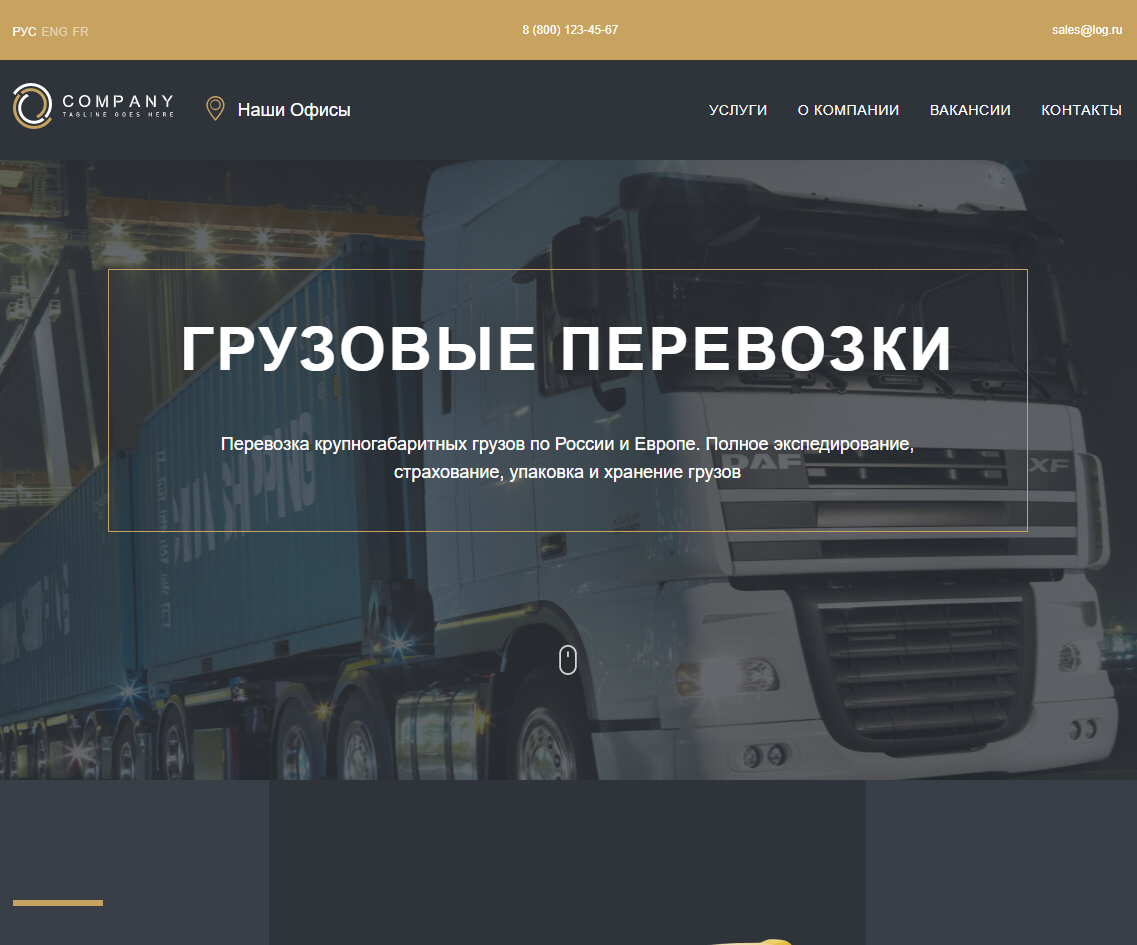 РУС ENG FR
8 (800) 123-45-67
sales@log.ru
COMPANY
TAGLINE GOES HERE
Наши Офисы
УСЛУГИ
О КОМПАНИИ
ВАКАНСИИ
КОНТАКТЫ
ГРУЗОВЫЕ ПЕРЕВОЗКИ
Перевозка крупногабаритных грузов по России и Европе. Полное экспедирование,
страхование, упаковка и хранение грузов
DAF
XF